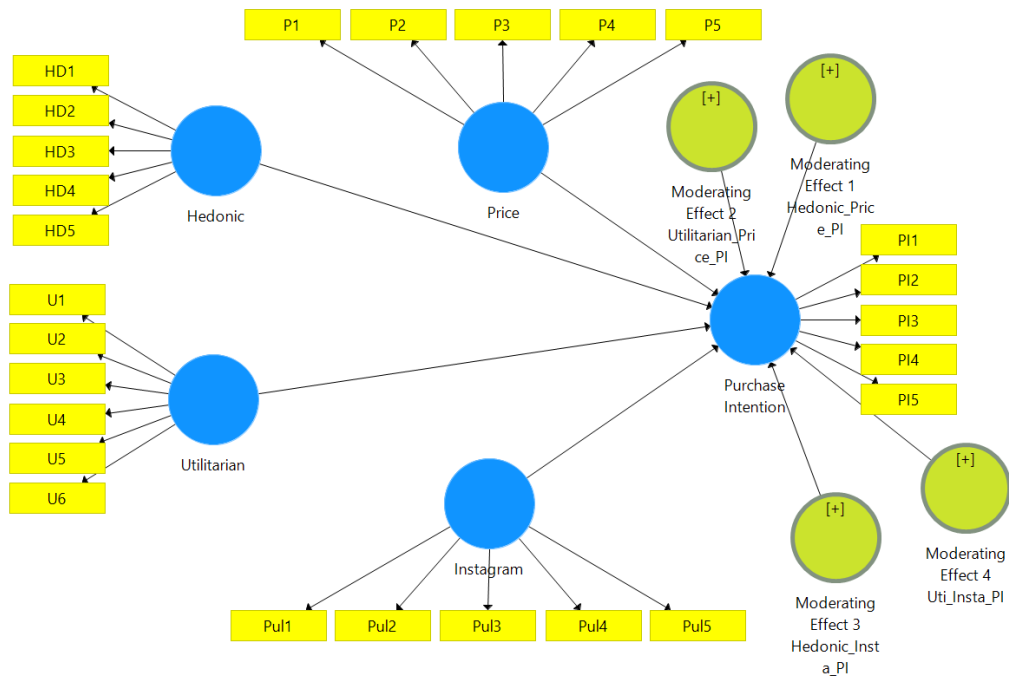 P1
P2
P3
P4
P5
HD1
HD2
HD3
HD4
HD5
Hedonic
Price
[+]
Moderating
Effect 2
Utilitarian_Pri
ce_PI
[+]
Moderating
Effect 1
Hedonic_Pric
e_PI
U1
U2
U3
U4
U5
U6
Utilitarian
Purchase
Intention
PI1
PI2
PI3
PI4
PI5
Instagram
Pul1
Pul2
Pul3
Pul4
Pul5
[+]
Moderating
Effect 3
Hedonic_Inst
a_PI
[+]
Moderating
Effect 4
Uti_Insta_PI